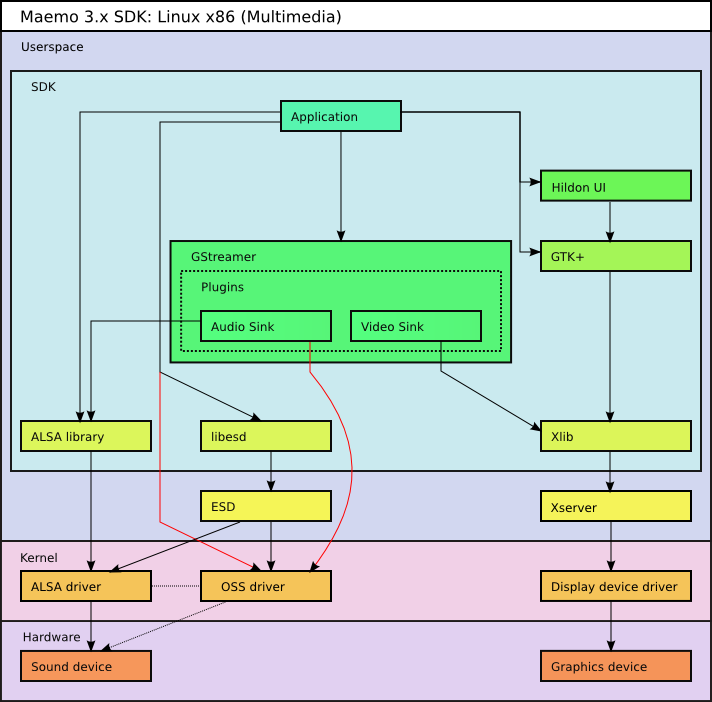 Maemo 3.x SDK: Linux x86 (Multimedia)
Userspace
SDK
Application
Hildon UI
GStreamer
GTK+
Plugins
Audio Sink
Video Sink
ALSA library
libesd
Xlib
ESD
Xserver
Kernel
ALSA driver
OSS driver
Display device driver
Hardware
Sound device
Graphics device